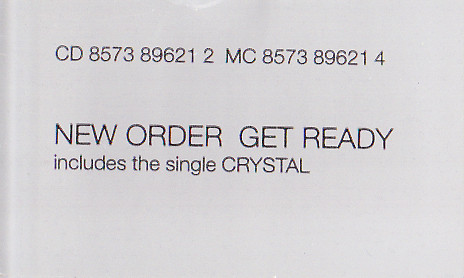 CD 8573 89621 2 MC 8573 89621 4
NEW ORDER GET READY
includes the single CRYSTAL